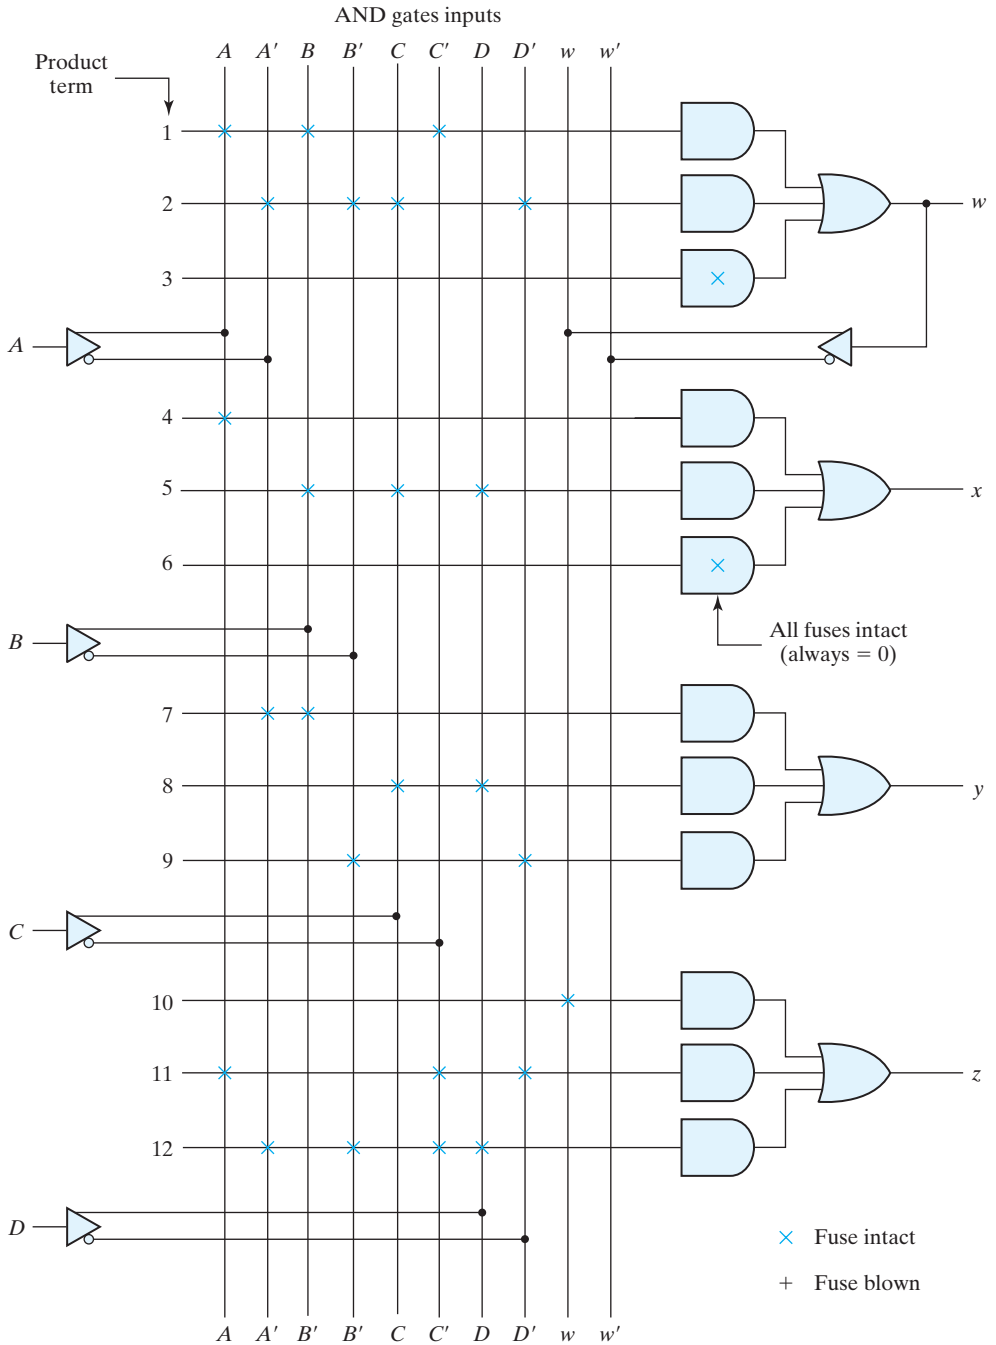 AND gates inputs
A A′ B B′ C C′ D D′ w w′
Product
term
1
2
w
3
A
4
5
x
6
All fuses intact
(always = 0)
B
7
8
y
9
C
10
11
z
12
D
× Fuse intact
+ Fuse blown
A A′ B′ B′ C C′ D D′ w w′